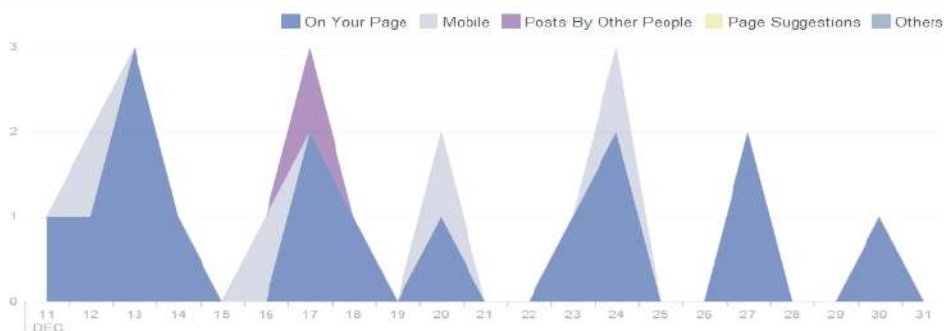 On Your Page Mobile Posts By Other People Page Suggestions Others
3
2
1
0
11 12 13 14 15 16 17 18 19 20 21 22 23 24 25 26 27 28 29 30 31
DEC